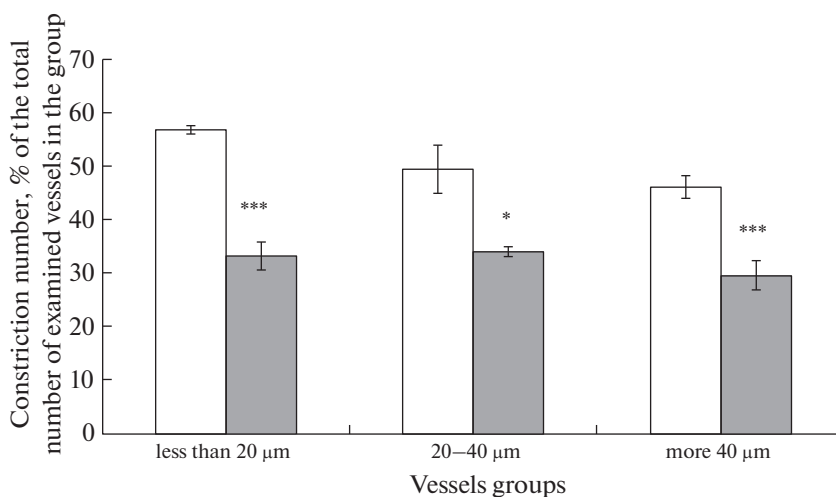 Constriction number, % of the total
number of examined vessels in the group
70
60
50
40
30
20
10
0
***
*
***
less than 20 μm
20–40 μm
more 40 μm
Vessels groups